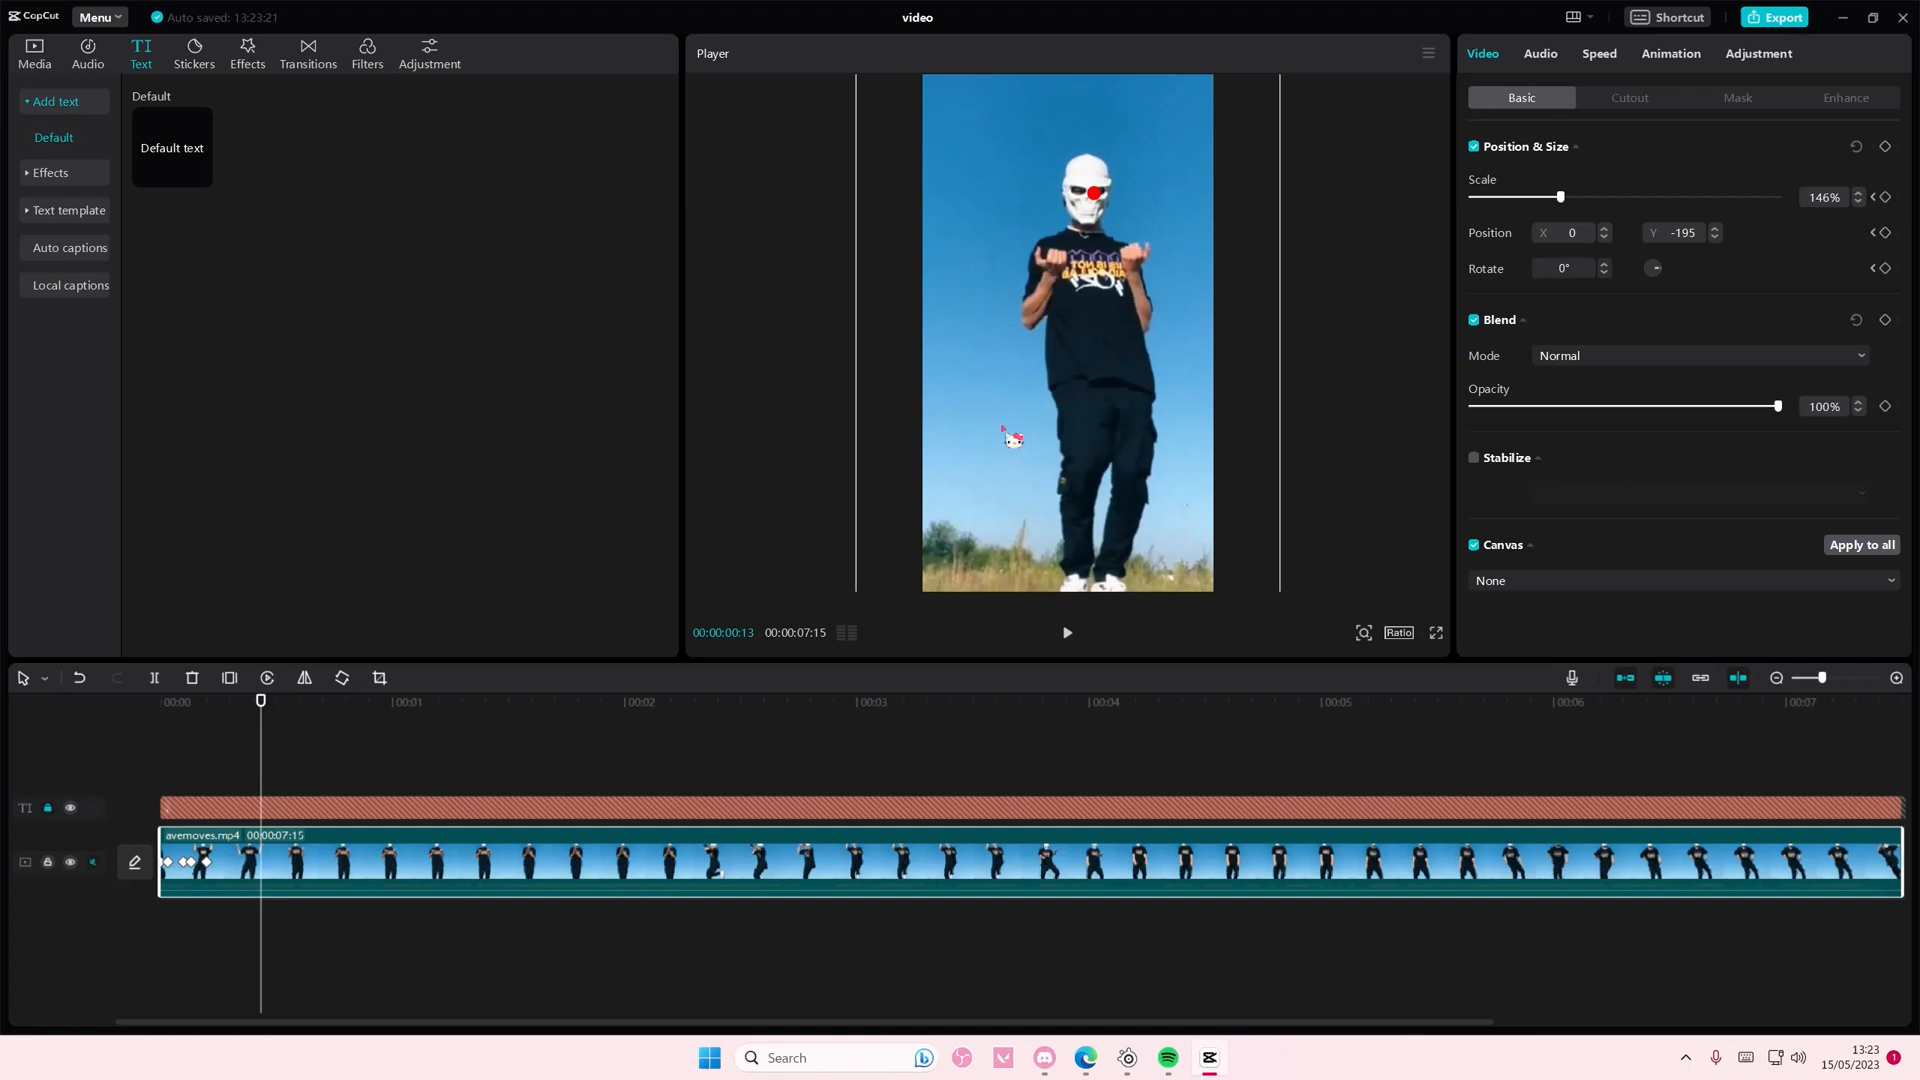 CapCut
Menu
Auto saved: 13:23:21
video
Shortcut
Export
Media
Audio
TI
Text
Stickers
Effects
Transitions
Filters
Adjustment
Add text
Default
Effects
Text template
Auto captions
Local captions
Default
Default text
Player
00:00:00:13
00:00:07:15
Ratio
Video
Audio
Speed
Animation
Adjustment
Basic
Cutout
Mask
Enhance
Position & Size
Scale
146%
Position
X 0
Y -195
Rotate
0°
Blend
Mode
Normal
Opacity
100%
Stabilize
Canvas
Apply to all
None
00:00
00:01
00:02
00:03
00:04
00:05
00:06
00:07
TI
avemoves.mp4 00:00:07:15
Search
13:23
15/05/2023
1